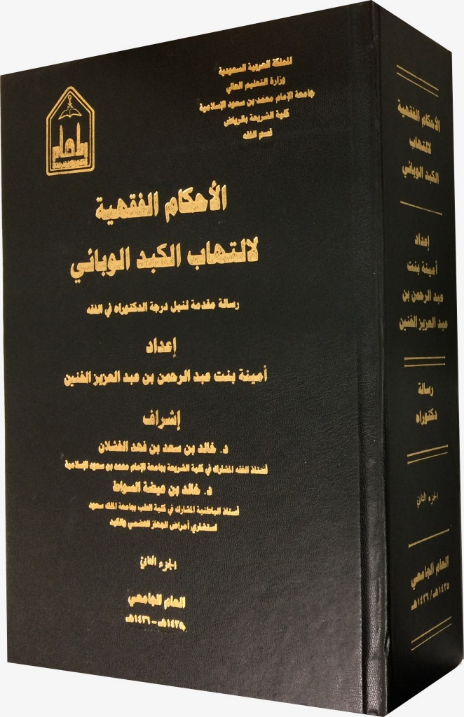 المملكة العربية السعودية
وزارة التعليم العالي
جامعة الإمام محمد بن سعود الإسلامية
كلية الشريعة بالرياض
قسم الفقه
الأحكام الفقهية
لالتهاب الكبد الوبائي
رسالة مقدمة لنيل درجة الدكتوراه في الفقه
إعداد
أمينة بنت عبد الرحمن بن عبد العزيز الغنين
إشراف
د. خالد بن سعد بن فهد الخشلان
أستاذ الفقه المشارك في كلية الشريعة بجامعة الإمام محمد بن سعود الإسلامية
د. خالد بن عيضة السواط
أستاذ الباطنية المشارك في كلية الطب بجامعة الملك سعود
استشاري أمراض الجهاز الهضمي والكبد
الجزء الثاني
العام الجامعي
١٤٣٥هـ - ١٤٣٦هـ
الأحكام الفقهية
لالتهاب
الكبد الوبائي
إعداد
أمينة بنت
عبد الرحمن بن
عبد العزيز الغنين
رسالة
دكتوراه
الجزء الثاني
العام الجامعي
١٤٣٥هـ / ١٤٣٦هـ